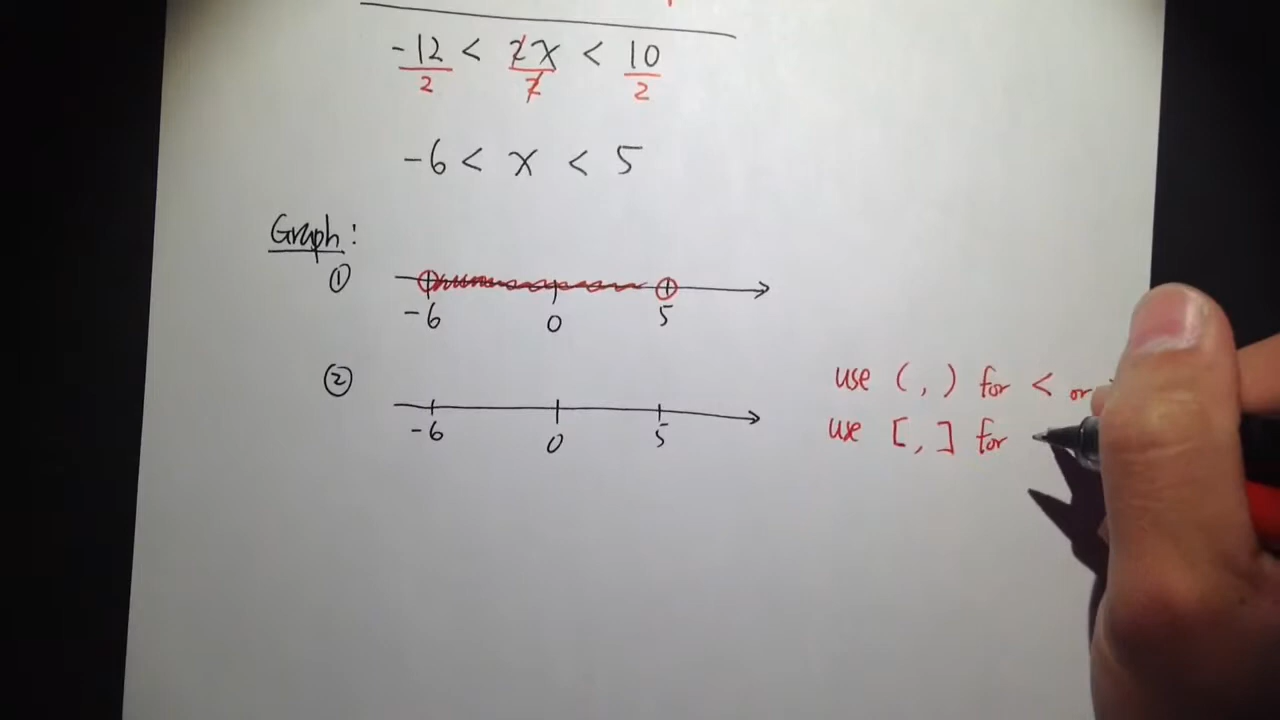 -12 < 2x < 10
2 2 2
-6 < x < 5
Graph:
①
-6 0 5
②
-6 0 5
use ( , ) for < or
use [ , ] for